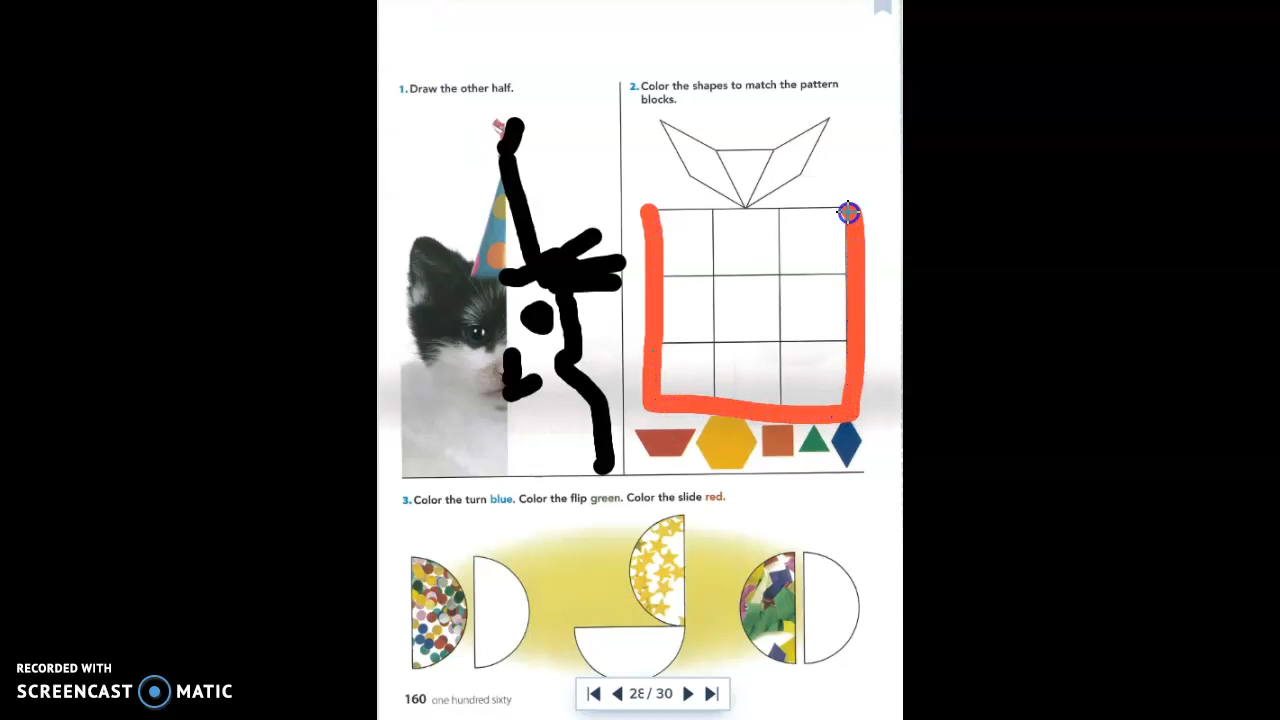 1. Draw the other half.
2. Color the shapes to match the pattern
blocks.
3. Color the turn blue. Color the flip green. Color the slide red.
160 one hundred sixty
28 / 30
RECORDED WITH
SCREENCAST MATIC